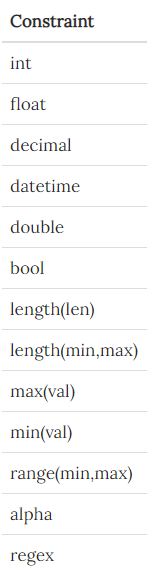 Constraint
int
float
decimal
datetime
double
bool
length(len)
length(min,max)
max(val)
min(val)
range(min,max)
alpha
regex